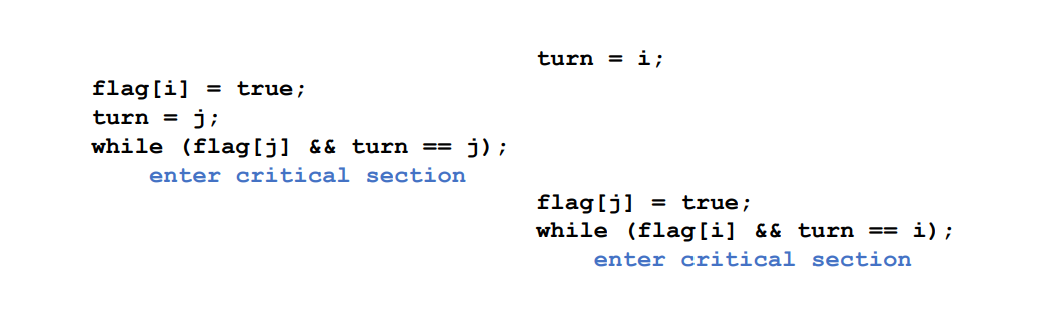 turn = i;
flag[i] = true;
turn = j;
while (flag[j] && turn == j);
enter critical section
flag[j] = true;
while (flag[i] && turn == i);
enter critical section